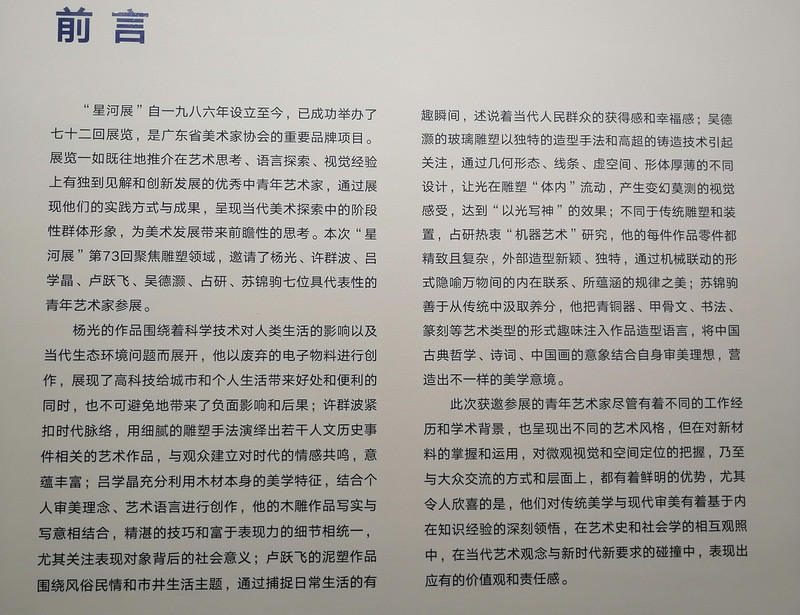 前言
“星河展”自一九八六年设立至今，已成功举办了
七十二回展览，是广东省美术家协会的重要品牌项目。
展览一如既往地推介在艺术思考、语言探索、视觉经验
上有独到见解和创新发展的优秀中青年艺术家，通过展
现他们的实践方式与成果，呈现当代美术探索中的阶段
性群体形象，为美术发展带来前瞻性的思考。本次“星
河展”第73回聚焦雕塑领域，邀请了杨光、许群波、吕
学晶、卢跃飞、吴德灏、占研、苏锦驹七位具代表性的
青年艺术家参展。
杨光的作品围绕着科学技术对人类生活的影响以及
当代生态环境问题而展开，他以废弃的电子物料进行创
作，展现了高科技给城市和个人生活带来好处和便利的
同时，也不可避免地带来了负面影响和后果；许群波紧
扣时代脉络，用细腻的雕塑手法演绎出若干人文历史事
件相关的艺术作品，与观众建立对时代的情感共鸣，意
蕴丰富；吕学晶充分利用木材本身的美学特征，结合个
人审美理念、艺术语言进行创作，他的木雕作品写实与
写意相结合，精湛的技巧和富于表现力的细节相统一，
尤其关注表现对象背后的社会意义；卢跃飞的泥塑作品
围绕风俗民情和市井生活主题，通过捕捉日常生活的有
趣瞬间，述说着当代人民群众的获得感和幸福感；吴德
灏的玻璃雕塑以独特的造型手法和高超的铸造技术引起
关注，通过几何形态、线条、虚空间、形体厚薄的不同
设计，让光在雕塑“体内”流动，产生变幻莫测的视觉
感受，达到“以光写神”的效果；不同于传统雕塑和装
置，占研热衷“机器艺术”研究，他的每件作品零件都
精致且复杂，外部造型新颖、独特，通过机械联动的形
式隐喻万物间的内在联系、所蕴涵的规律之美；苏锦驹
善于从传统中汲取养分，他把青铜器、甲骨文、书法、
篆刻等艺术类型的形式趣味注入作品造型语言，将中国
古典哲学、诗词、中国画的意象结合自身审美理想，营
造出不一样的美学意境。
此次获邀参展的青年艺术家尽管有着不同的工作经
历和学术背景，也呈现出不同的艺术风格，但在对新材
料的掌握和运用，对微观视觉和空间定位的把握，乃至
与大众交流的方式和层面上，都有着鲜明的优势，尤其
令人欣喜的是，他们对传统美学与现代审美有着基于内
在知识经验的深刻领悟，在艺术史和社会学的相互观照
中，在当代艺术观念与新时代新要求的碰撞中，表现出
应有的价值观和责任感。